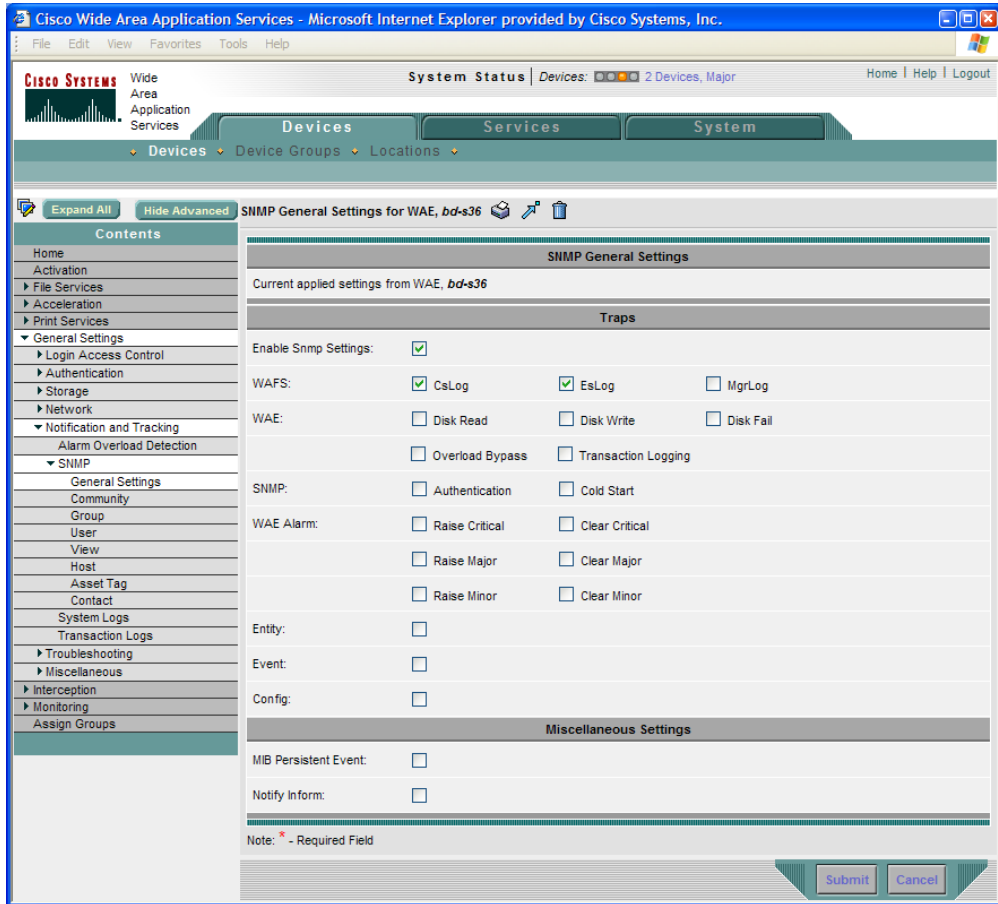 Cisco Wide Area Application Services - Microsoft Internet Explorer provided by Cisco Systems, Inc.
File Edit View Favorites Tools Help
CISCO SYSTEMS
Wide
Area
Application
Services
System Status | Devices: 2 Devices, Major
Home | Help | Logout
Devices Services System
Devices Device Groups Locations
Expand All Hide Advanced
SNMP General Settings for WAE, bd-s36
Contents
Home
Activation
File Services
Acceleration
Print Services
General Settings
Login Access Control
Authentication
Storage
Network
Notification and Tracking
Alarm Overload Detection
SNMP
General Settings
Community
Group
User
View
Host
Asset Tag
Contact
System Logs
Transaction Logs
Troubleshooting
Miscellaneous
Interception
Monitoring
Assign Groups
SNMP General Settings
Current applied settings from WAE, bd-s36
Traps
Enable Snmp Settings:
WAFS: CsLog EsLog MgrLog
WAE: Disk Read Disk Write Disk Fail
Overload Bypass Transaction Logging
SNMP: Authentication Cold Start
WAE Alarm: Raise Critical Clear Critical
Raise Major Clear Major
Raise Minor Clear Minor
Entity:
Event:
Config:
Miscellaneous Settings
MIB Persistent Event:
Notify Inform:
Note: * - Required Field
Submit Cancel